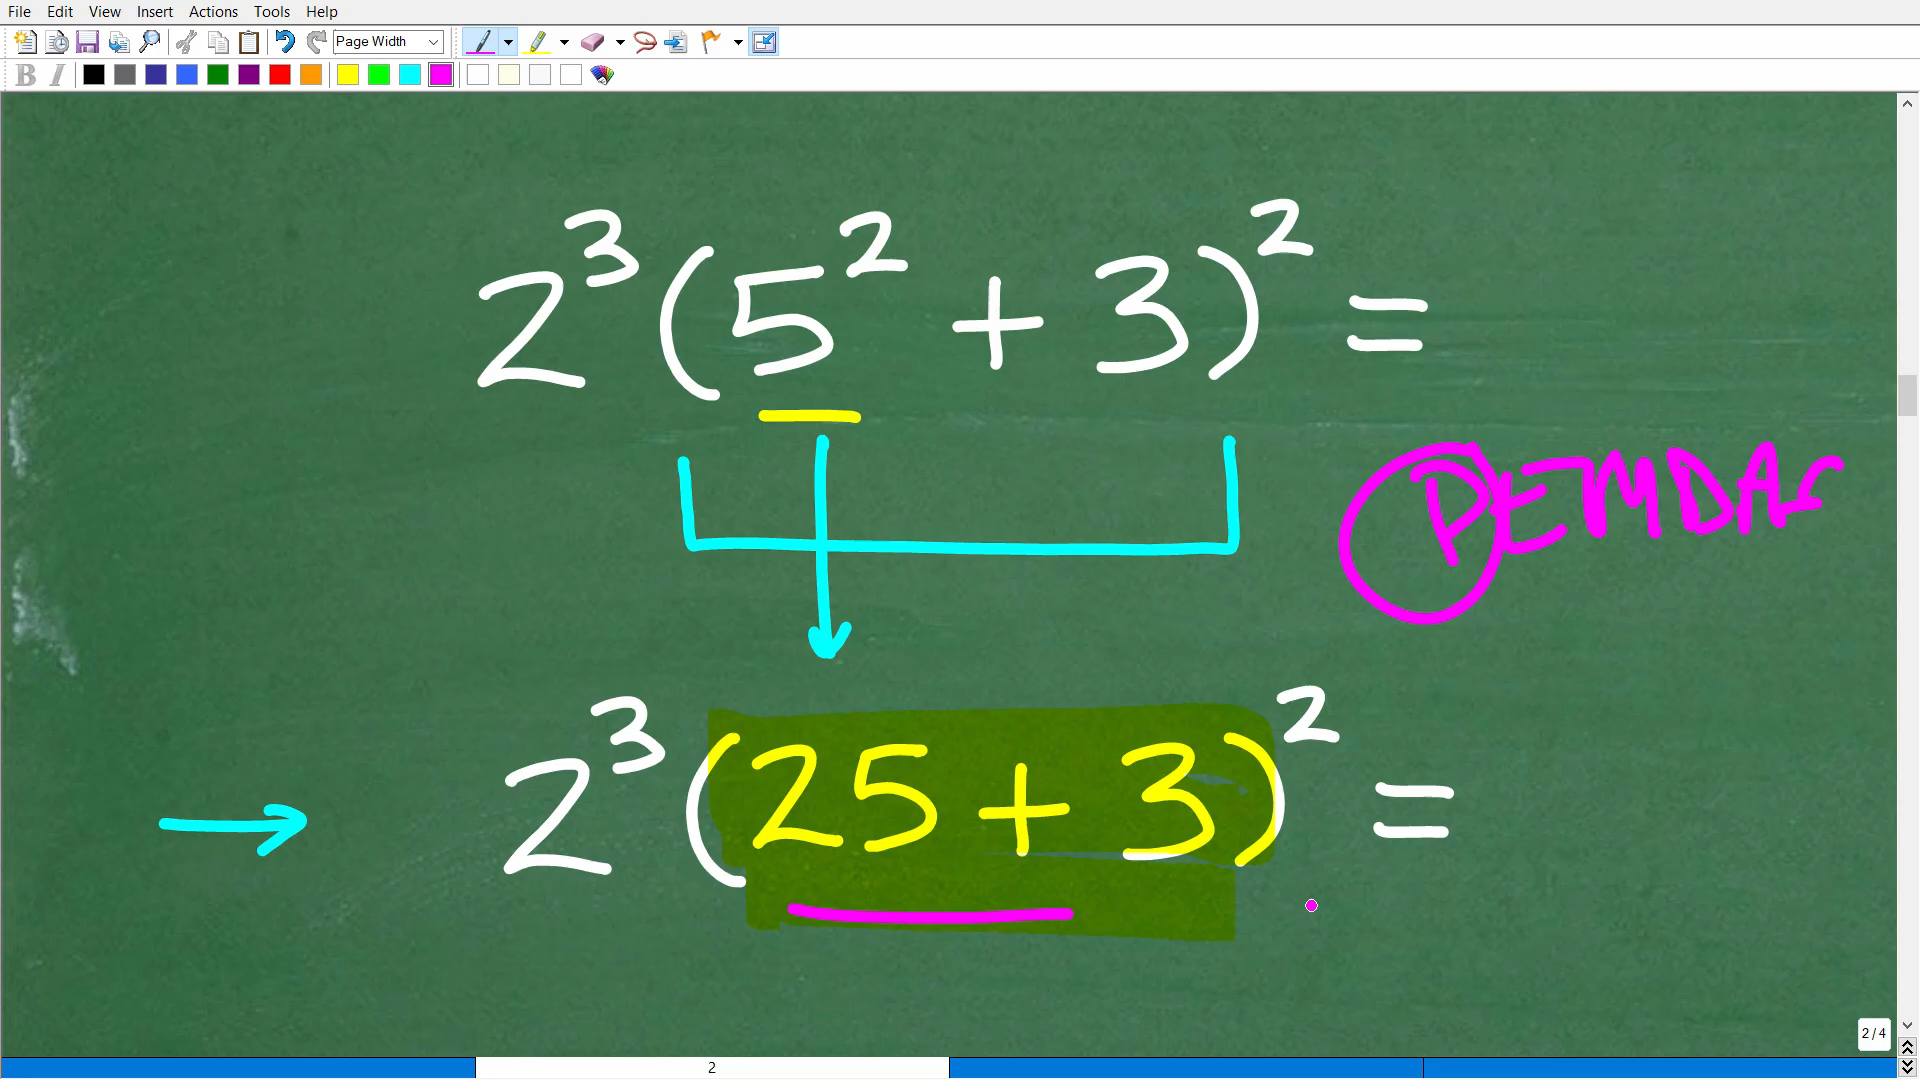 File Edit View Insert Actions Tools Help
Page Width
B I
2³(5² + 3)² =
PEMDAS
2³(25 + 3)² =
2 / 4
2